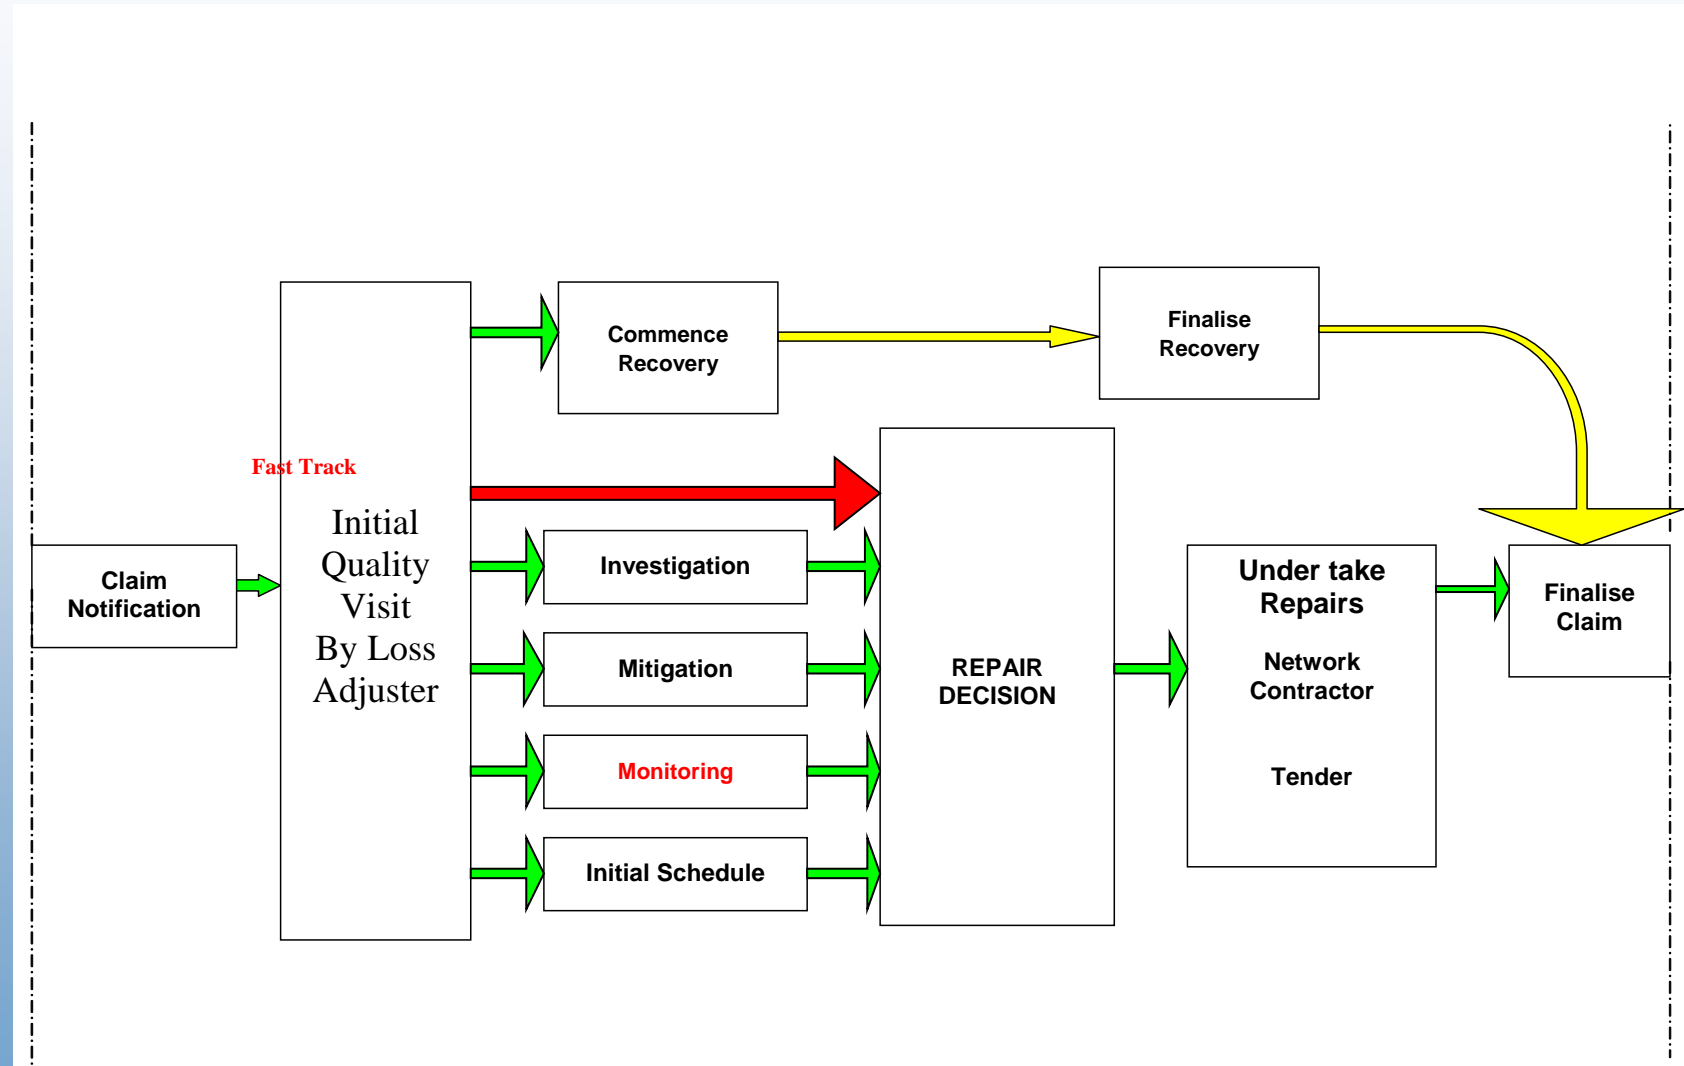 Claim
Notification
Fast Track
Initial
Quality
Visit
By Loss
Adjuster
Commence
Recovery
Finalise
Recovery
Investigation
Mitigation
Monitoring
Initial Schedule
REPAIR
DECISION
Under take
Repairs
Network
Contractor
Tender
Finalise
Claim